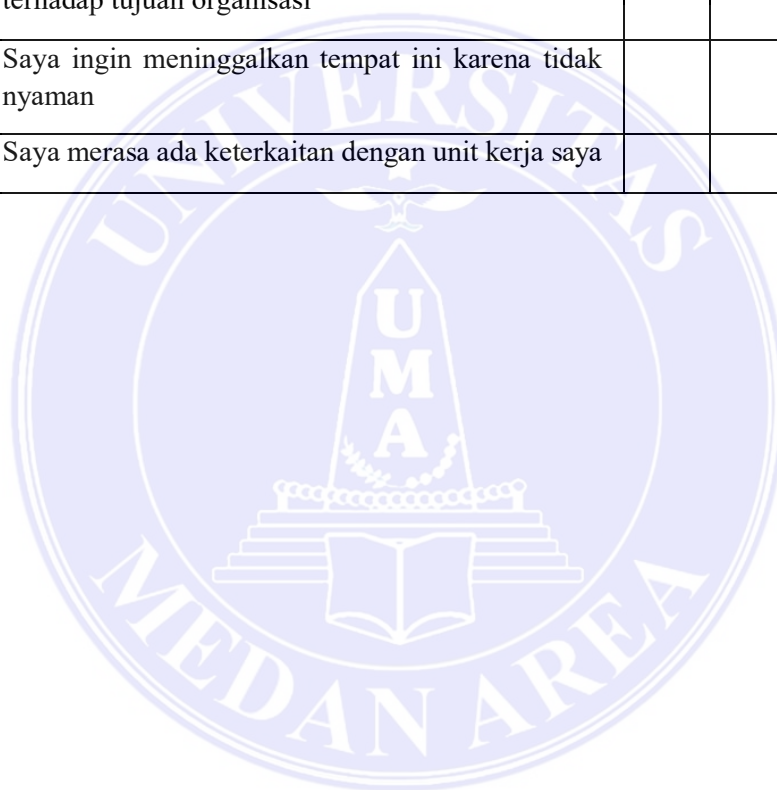 terhadap tujuan organisasi
Saya ingin meninggalkan tempat ini karena tidak
nyaman
Saya merasa ada keterkaitan dengan unit kerja saya
UNIVERSITAS
U
M
A
MEDAN AREA